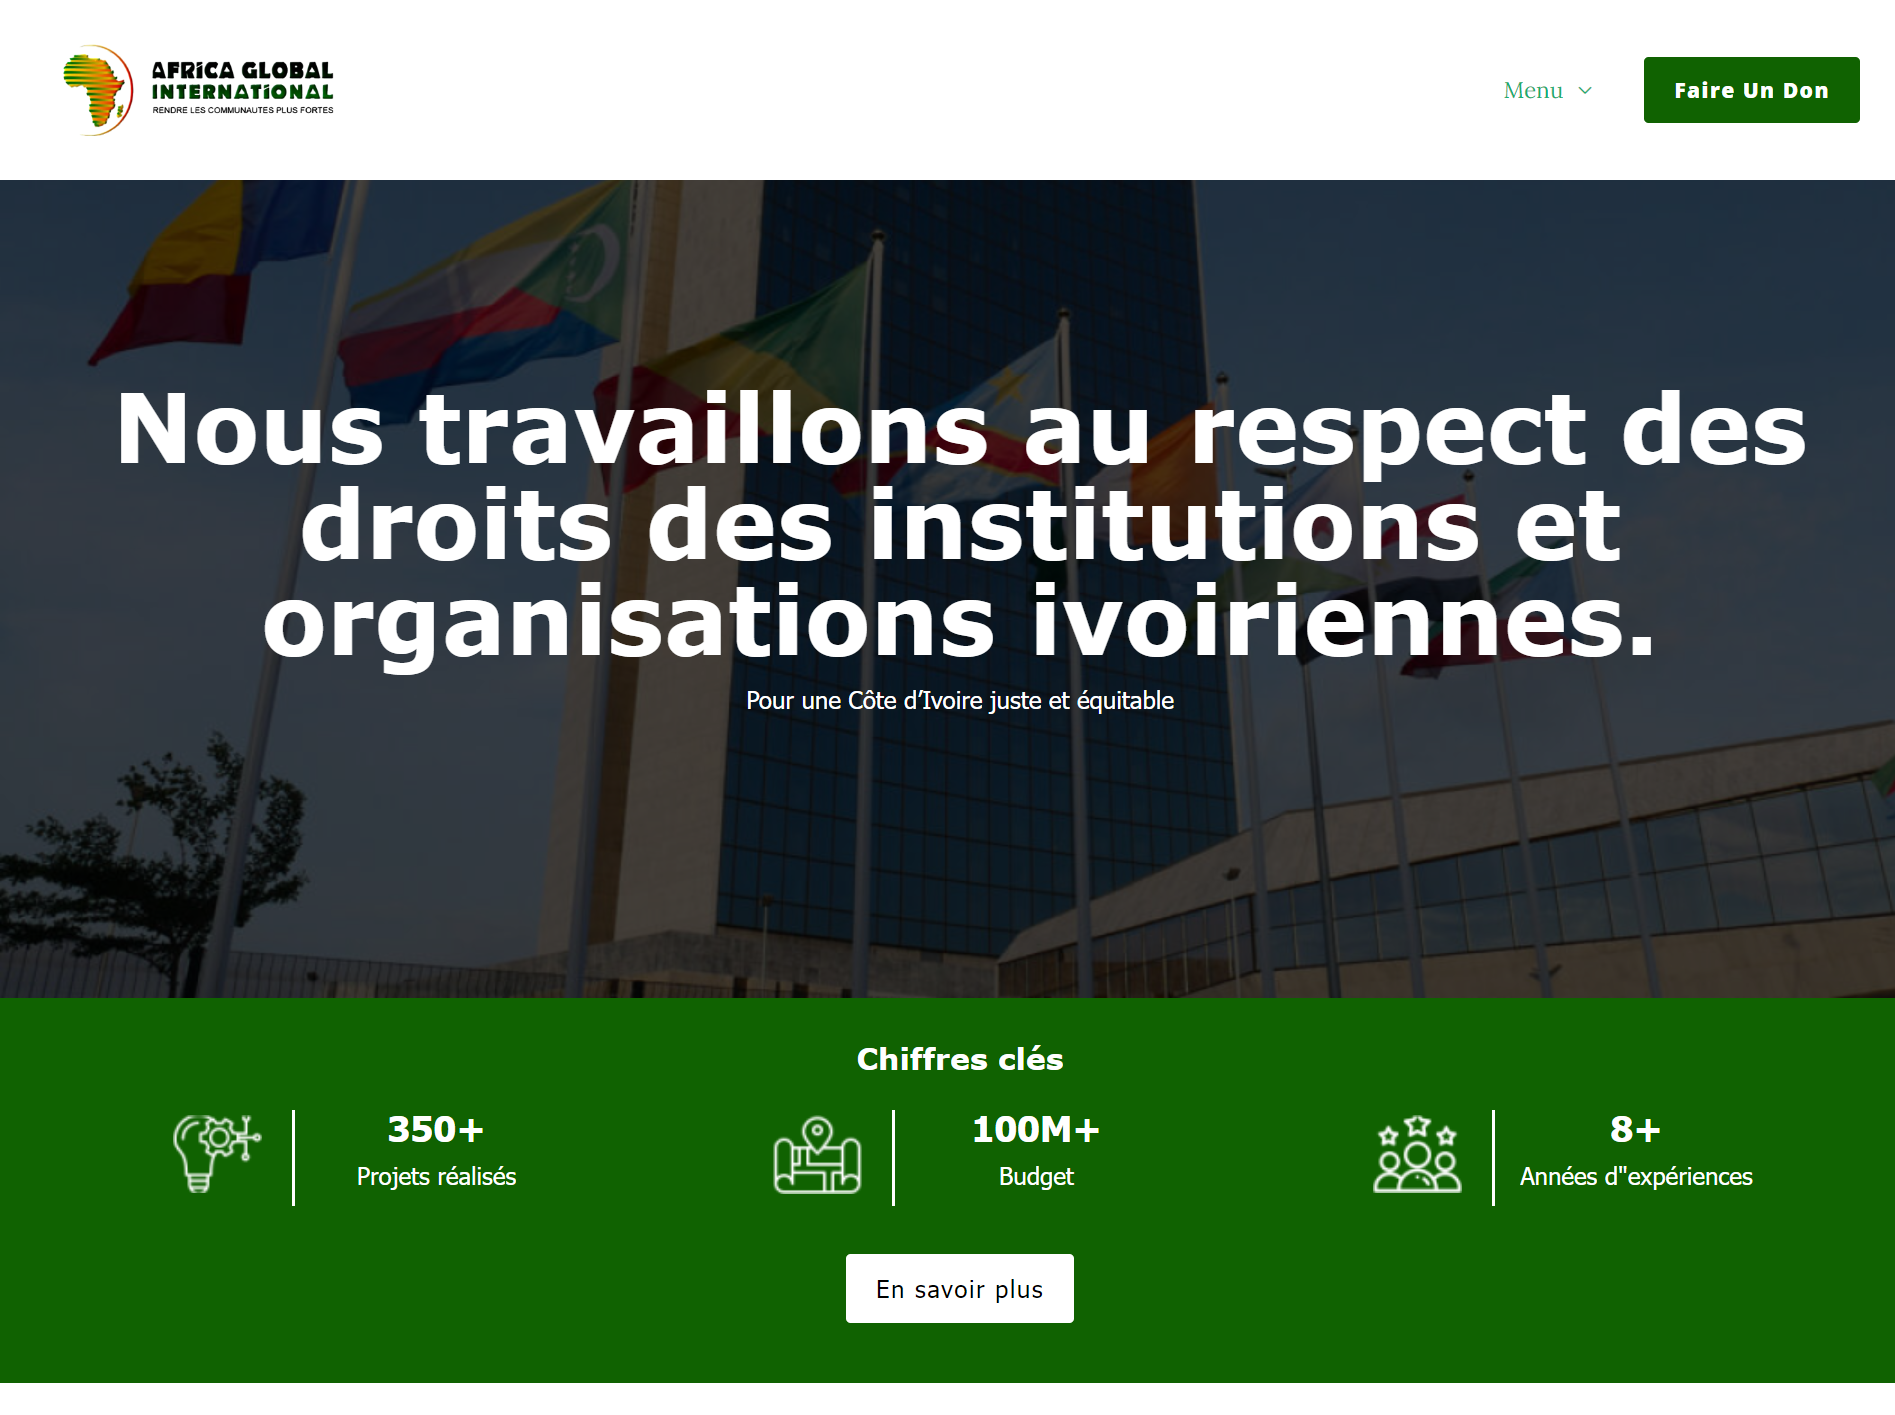 AFRICA GLOBAL
INTERNATIONAL
RENDRE LES COMMUNAUTES PLUS FORTES
Menu
Faire Un Don
Nous travaillons au respect des
droits des institutions et
organisations ivoiriennes.
Pour une Côte d’Ivoire juste et équitable
Chiffres clés
350+
Projets réalisés
100M+
Budget
8+
Années d"expériences
En savoir plus